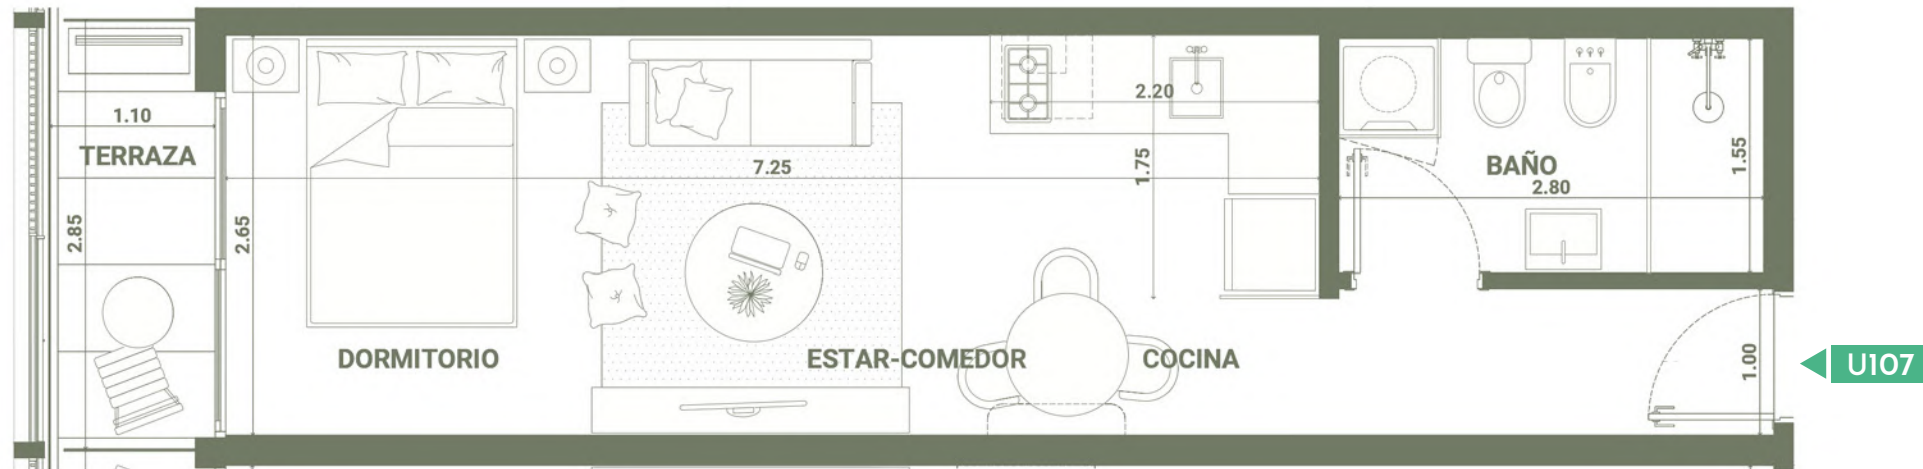 1.10
TERRAZA
2.85
2.65
7.25
2.20
1.75
BAÑO
2.80
1.55
DORMITORIO
ESTAR-COMEDOR
COCINA
1.00
U107